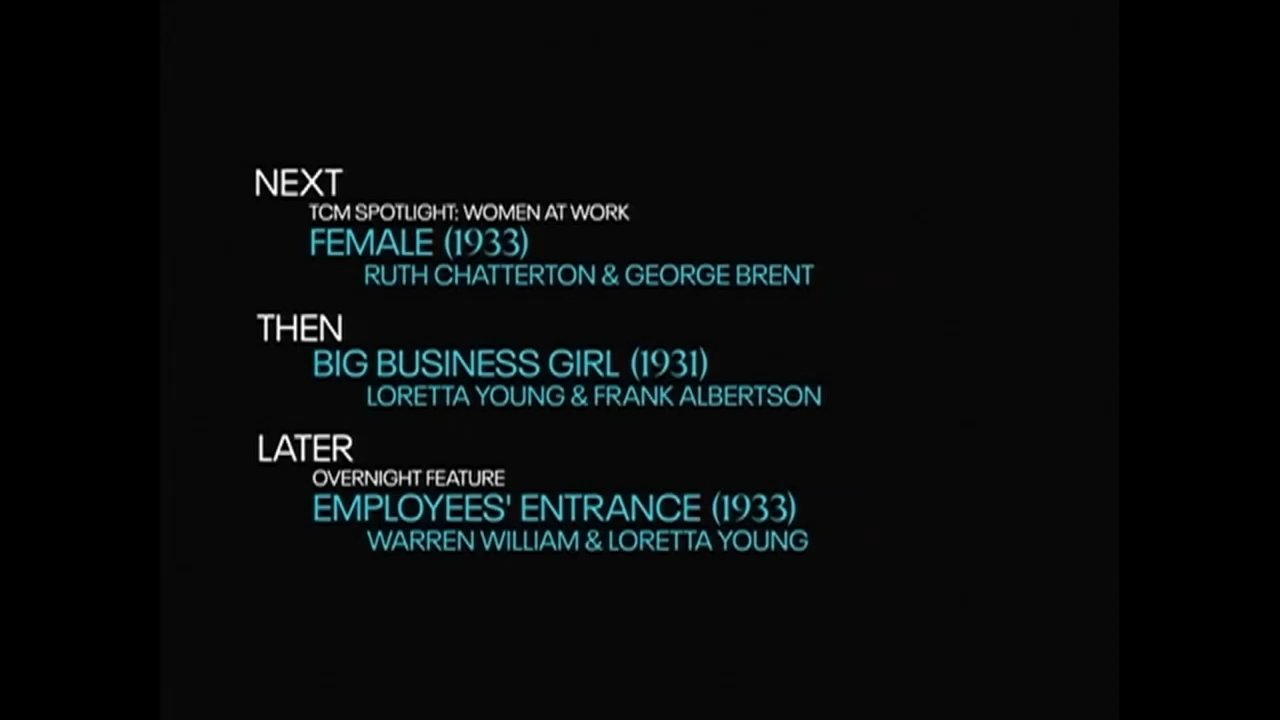 NEXT
TCM SPOTLIGHT: WOMEN AT WORK
FEMALE (1933)
RUTH CHATTERTON & GEORGE BRENT
THEN
BIG BUSINESS GIRL (1931)
LORETTA YOUNG & FRANK ALBERTSON
LATER
OVERNIGHT FEATURE
EMPLOYEES' ENTRANCE (1933)
WARREN WILLIAM & LORETTA YOUNG